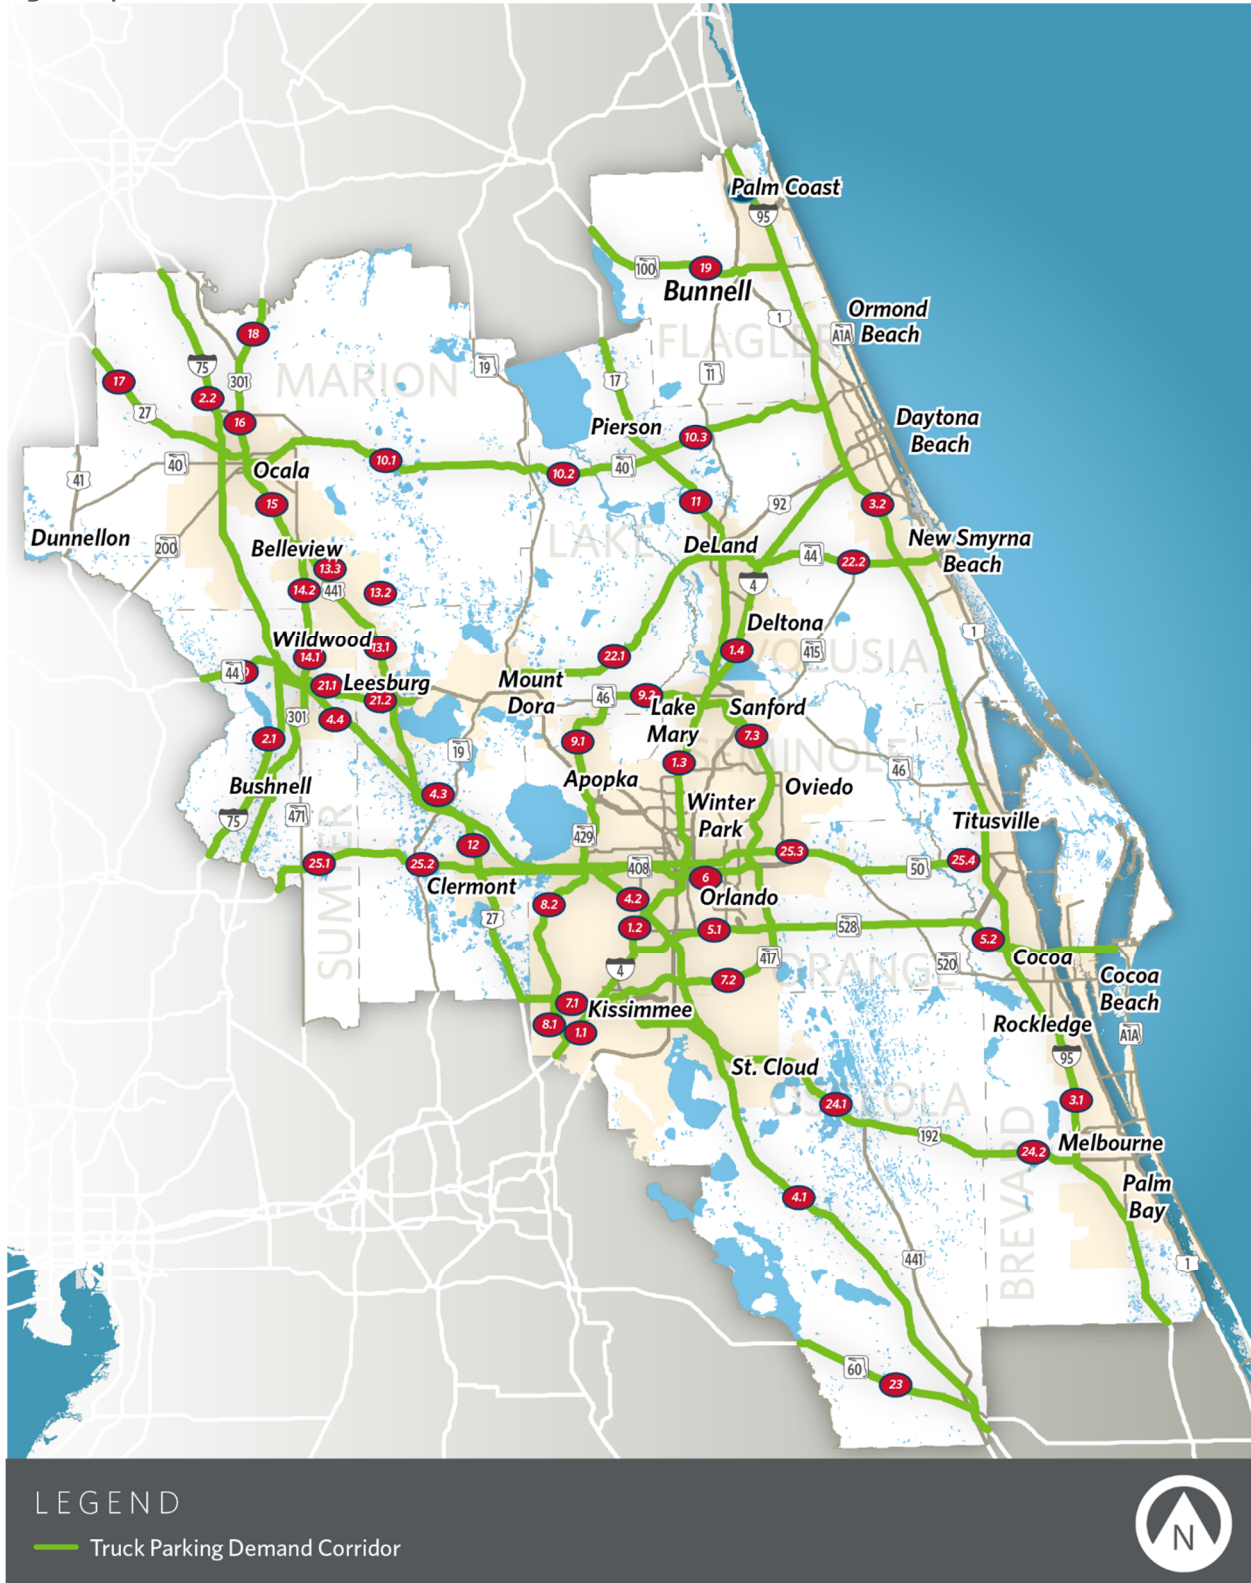 Palm Coast
95
100
19
Bunnell
1
Ormond
Beach
A1A
FLAGLER
18
75
301
MARION
19
17
11
17
27
2.2
16
Pierson
10.3
Daytona
Beach
40
Ocala
10.1
10.2
40
41
15
11
92
3.2
Dunnellon
200
Belleview
13.3
LAKE
DeLand
44
22.2
New Smyrna
Beach
14.2
441
13.2
4
Deltona
1
Wildwood
13.1
14.1
22.1
1.4
VOLUSIA
415
44
21.1
Leesburg
21.2
Mount
Dora
46
9.2
Lake
Mary
Sanford
301
4.4
2.1
19
9.1
7.3
SEMINOLE
46
1.3
Bushnell
4.3
Apopka
Oviedo
75
471
Winter
Park
Titusville
12
429
25.1
25.2
408
25.3
50
25.4
Clermont
6
Orlando
8.2
4.2
27
1.2
5.1
528
5.2
SUMTER
4
417
ORANGE
520
Cocoa
7.2
Cocoa
Beach
7.1
Kissimmee
8.1
1.1
Rockledge
A1A
95
St. Cloud
OSCEOLA
24.1
3.1
192
24.2
Melbourne
BREVARD
Palm
Bay
4.1
441
1
60
23
LEGEND
Truck Parking Demand Corridor
N